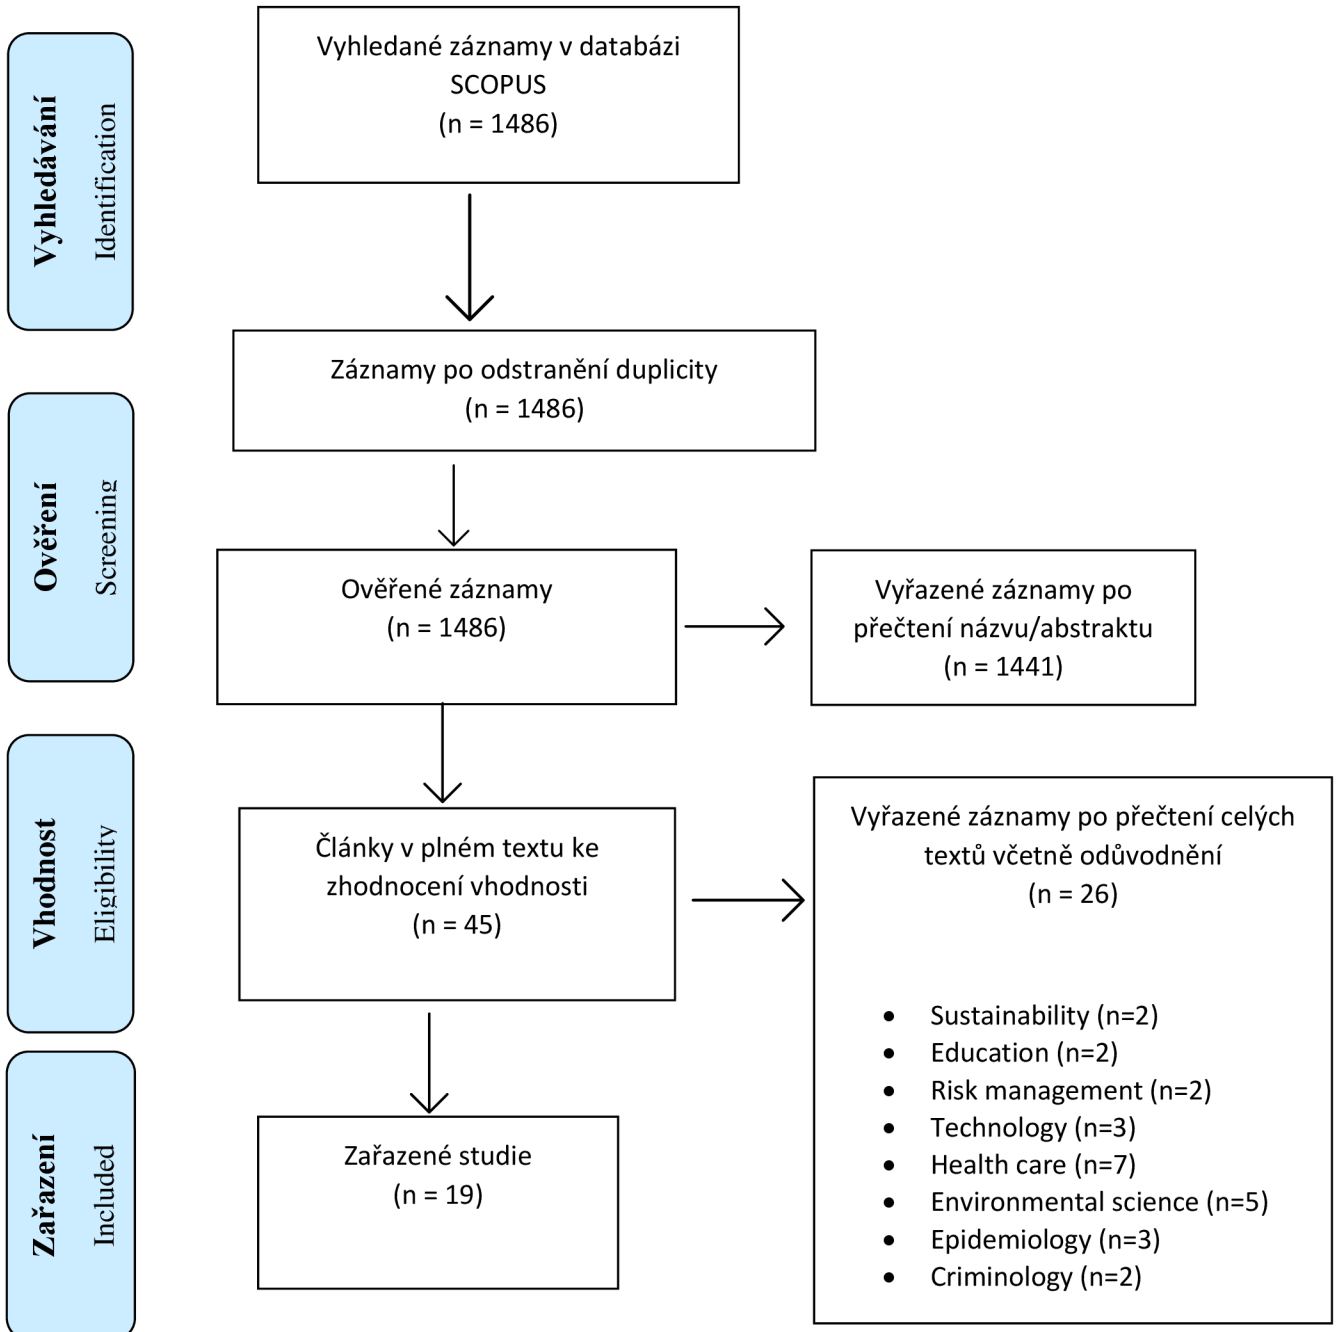 Vyhledávání
Identification
Vyhledané záznamy v databázi
SCOPUS
(n = 1486)
Ověření
Screening
Záznamy po odstranění duplicity
(n = 1486)
Ověřené záznamy
(n = 1486)
Vyřazené záznamy po
přečtení názvu/abstraktu
(n = 1441)
Vhodnost
Eligibility
Články v plném textu ke
zhodnocení vhodnosti
(n = 45)
Vyřazené záznamy po přečtení celých
textů včetně odůvodnění
(n = 26)
• Sustainability (n=2)
• Education (n=2)
• Risk management (n=2)
• Technology (n=3)
• Health care (n=7)
• Environmental science (n=5)
• Epidemiology (n=3)
• Criminology (n=2)
Zařazení
Included
Zařazené studie
(n = 19)